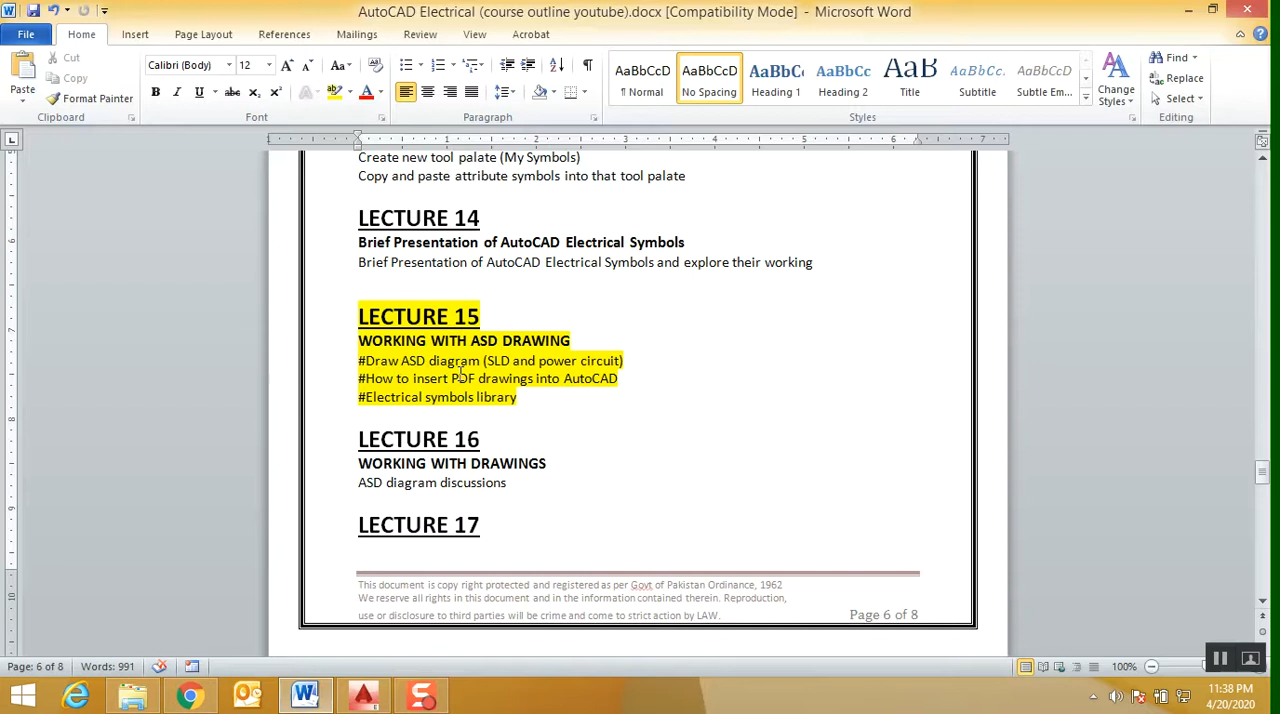 AutoCAD Electrical (course outline youtube).docx [Compatibility Mode] - Microsoft Word
File Home Insert Page Layout References Mailings Review View Acrobat
Paste
Cut
Copy
Format Painter
Clipboard
Calibri (Body) 12
Font
Paragraph
AaBbCcD AaBbCcD AaBbCc AaBbCc AaB AaBbCc. AaBbCcD
¶ Normal No Spacing Heading 1 Heading 2 Title Subtitle Subtle Em...
Styles
Change Styles
Find
Replace
Select
Editing
1 1 2 3 4 5 6 7
Create new tool palate (My Symbols)
Copy and paste attribute symbols into that tool palate
LECTURE 14
Brief Presentation of AutoCAD Electrical Symbols
Brief Presentation of AutoCAD Electrical Symbols and explore their working
LECTURE 15
WORKING WITH ASD DRAWING
#Draw ASD diagram (SLD and power circuit)
#How to insert PDF drawings into AutoCAD
#Electrical symbols library
LECTURE 16
WORKING WITH DRAWINGS
ASD diagram discussions
LECTURE 17
This document is copy right protected and registered as per Govt of Pakistan Ordinance, 1962
We reserve all rights in this document and in the information contained therein. Reproduction,
use or disclosure to third parties will be crime and come to strict action by LAW.
Page 6 of 8
Page: 6 of 8 Words: 991 100%
11:38 PM
4/20/2020